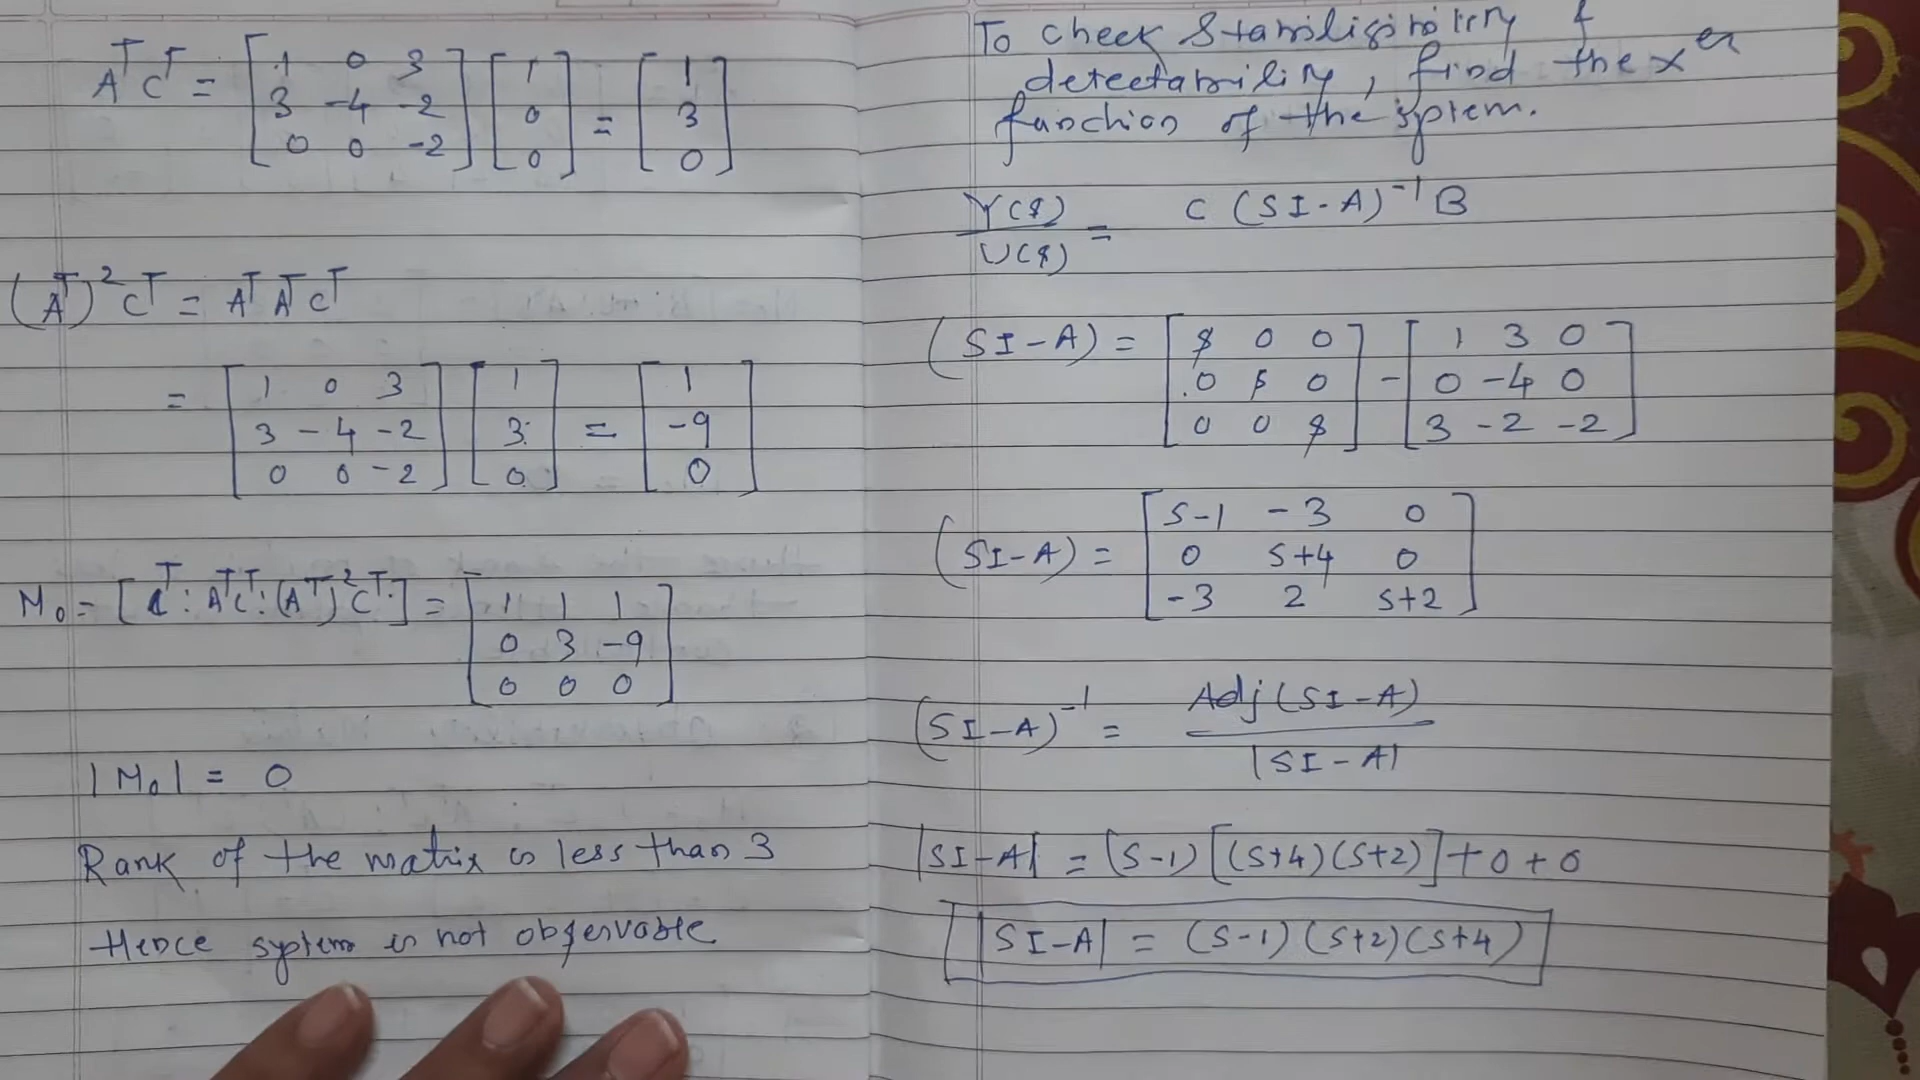 AᵀCᵀ = [1 0 3; 3 -4 -2; 0 0 -2] [1; 0; 0] = [1; 3; 0]
(Aᵀ)²Cᵀ = AᵀAᵀCᵀ
= [1 0 3; 3 -4 -2; 0 0 -2] [1; 3; 0] = [1; -9; 0]
M₀ = [Cᵀ : AᵀCᵀ : (Aᵀ)²Cᵀ] = [1 1 1; 0 3 -9; 0 0 0]
|M₀| = 0
Rank of the matrix is less than 3
Hence system is not observable
To check Stabilizability &
detectability, find the xᵉʳ
function of the system.
Y(s)/U(s) = C (SI-A)⁻¹B
(SI-A) = [s 0 0; 0 s 0; 0 0 s] - [1 3 0; 0 -4 0; 3 -2 -2]
(SI-A) = [S-1 -3 0; 0 S+4 0; -3 2 S+2]
(SI-A)⁻¹ = Adj(SI-A)/|SI-A|
|SI-A| = (S-1)[(S+4)(S+2)]+0+0
|SI-A| = (S-1)(S+2)(S+4)